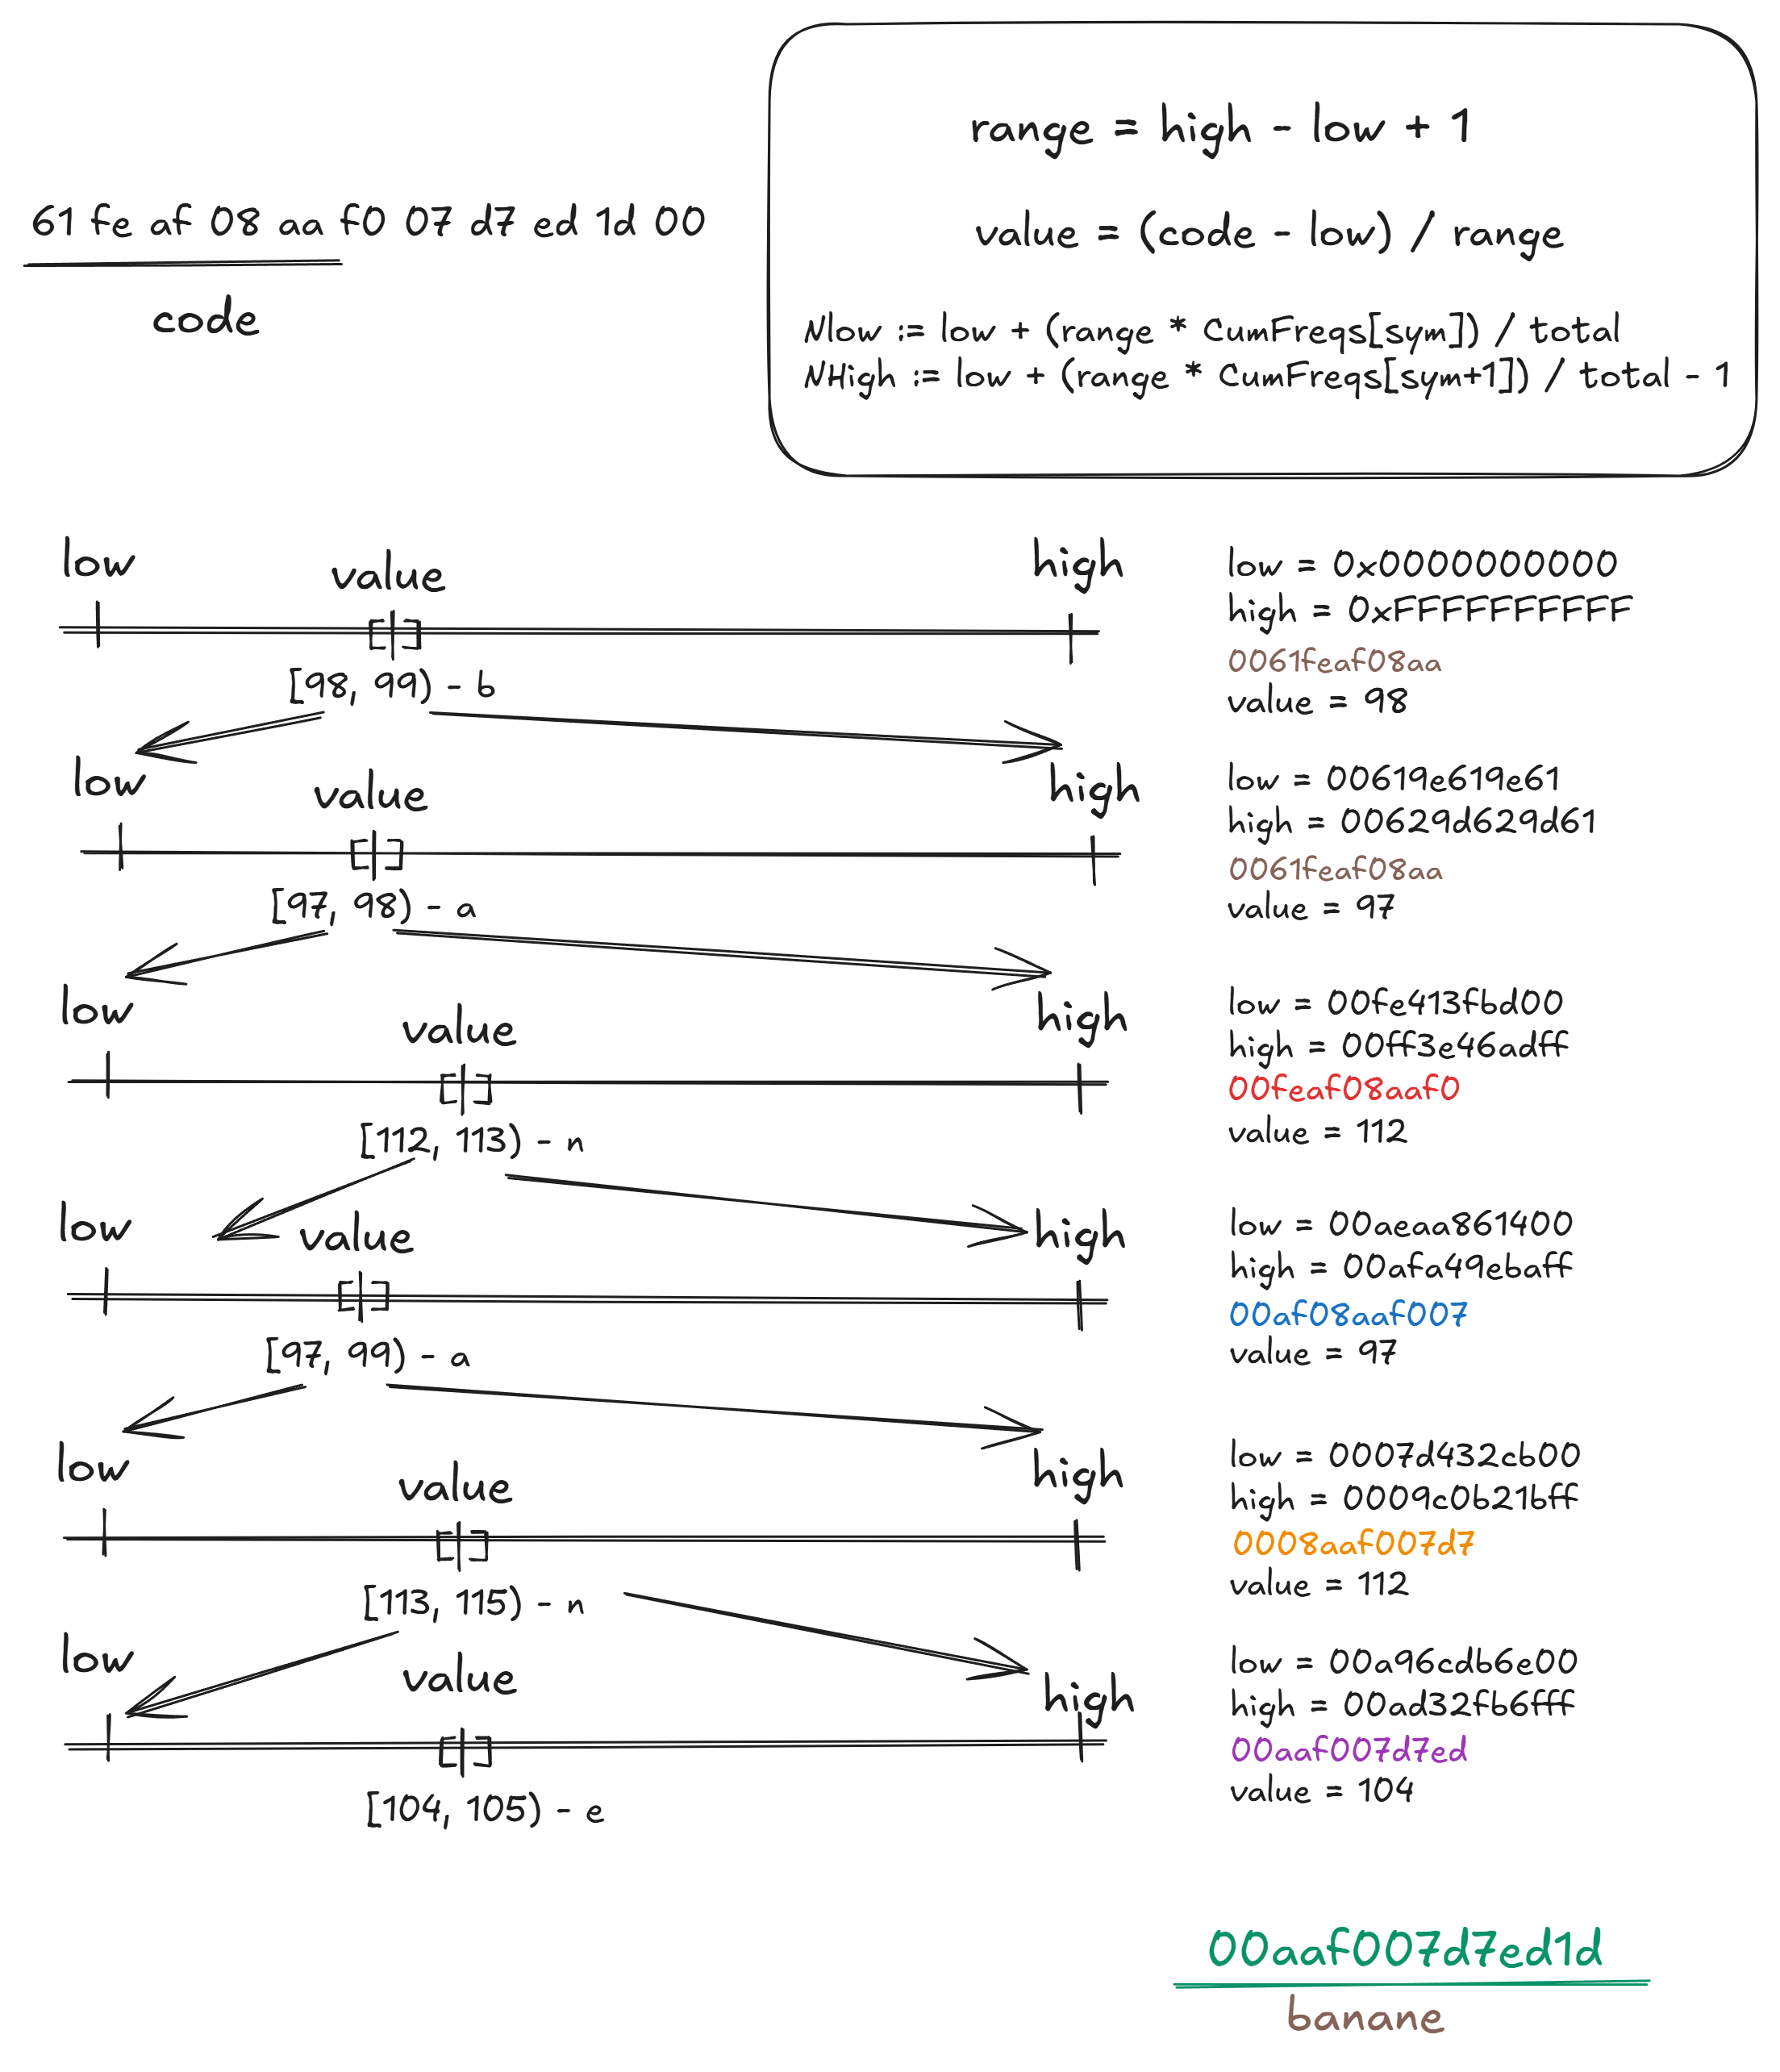 range = high - low + 1
61 fe af 08 aa f0 07 d7 ed 1d 00
value = (code - low) / range
code
Nlow := low + (range * CumFreqs[sym]) / total
NHigh := low + (range * CumFreqs[sym+1]) / total - 1
low
value
high
low = 0x0000000000
high = 0xFFFFFFFFFF
0061feaf08aa
value = 98
[98, 99) - b
low
value
high
low = 00619e619e61
high = 00629d629d61
0061feaf08aa
value = 97
[97, 98) - a
low
value
high
low = 00fe413fbd00
high = 00ff3e46adff
00feaf08aaf0
value = 112
[112, 113) - n
low
value
high
low = 00aeaa861400
high = 00afa49ebaff
00af08aaf007
value = 97
[97, 99) - a
low
value
high
low = 0007d432cb00
high = 0009c0b21bff
0008aaf007d7
value = 112
[113, 115) - n
low
value
high
low = 00a96cdb6e00
high = 00ad32fb6fff
00aaf007d7ed
value = 104
[104, 105) - e
00aaf007d7ed1d
banane